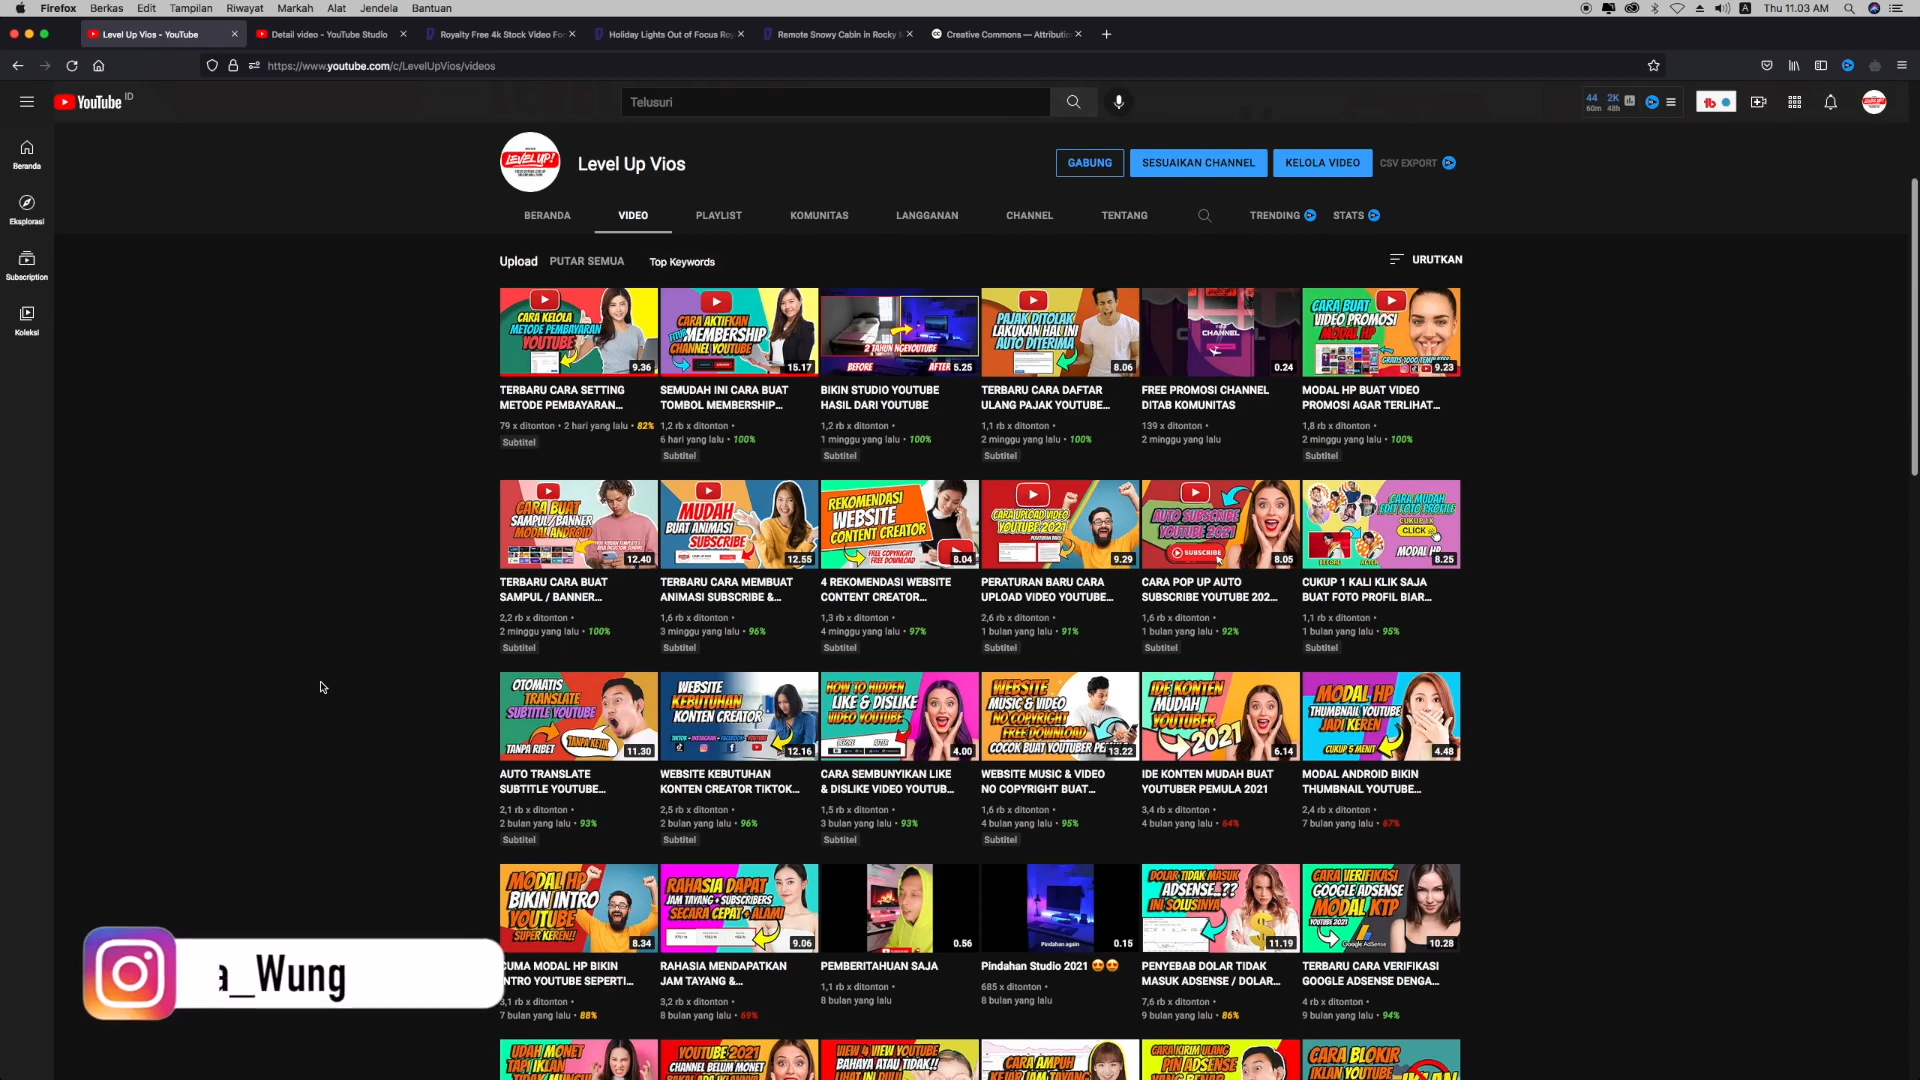 Firefox Berkas Edit Tampilan Riwayat Markah Alat Jendela Bantuan
Thu 11.03 AM
Level Up Vios - YouTube
Detail video - YouTube Studio
Royalty Free 4k Stock Video Fo
Holiday Lights Out of Focus Ro
Remote Snowy Cabin in Rocky
Creative Commons — Attributio
https://www.youtube.com/c/LevelUpVios/videos
YouTube ID
Telusuri
44 2K
60m 48h
Level Up Vios
GABUNG SESUAIKAN CHANNEL KELOLA VIDEO CSV EXPORT
BERANDA VIDEO PLAYLIST KOMUNITAS LANGGANAN CHANNEL TENTANG TRENDING STATS
Beranda
Eksplorasi
Subscription
Koleksi
Upload PUTAR SEMUA Top Keywords URUTKAN
CARA KELOLA METODE PEMBAYARAN YOUTUBE 9.36
CARA AKTIFKAN FITUR MEMBERSHIP CHANNEL YOUTUBE 15.17
2 TAHUN NGEYOUTUBE BEFORE AFTER 5.25
PAJAK DITOLAK LAKUKAN HAL INI AUTO DITERIMA 8.06
CHANNEL 0.24
CARA BUAT VIDEO PROMOSI MODAL HP 9.23
TERBARU CARA SETTING METODE PEMBAYARAN...
79 x ditonton • 2 hari yang lalu • 82%
Subtitel
SEMUDAH INI CARA BUAT TOMBOL MEMBERSHIP...
1,2 rb x ditonton •
6 hari yang lalu • 100%
Subtitel
BIKIN STUDIO YOUTUBE HASIL DARI YOUTUBE
1,2 rb x ditonton •
1 minggu yang lalu • 100%
Subtitel
TERBARU CARA DAFTAR ULANG PAJAK YOUTUBE...
1,1 rb x ditonton •
2 minggu yang lalu • 100%
Subtitel
FREE PROMOSI CHANNEL DITAB KOMUNITAS
139 x ditonton •
2 minggu yang lalu
MODAL HP BUAT VIDEO PROMOSI AGAR TERLIHAT...
1,8 rb x ditonton •
2 minggu yang lalu • 100%
Subtitel
CARA BUAT SAMPUL/BANNER MODAL ANDROID 12.40
MUDAH BUAT ANIMASI SUBSCRIBE 12.55
REKOMENDASI WEBSITE CONTENT CREATOR FREE COPYRIGHT FREE DOWNLOAD 8.04
CARA UPLOAD VIDEO YOUTUBE 2021 9.29
AUTO SUBSCRIBE YOUTUBE 2021 SUBSCRIBE 8.05
CARA MUDAH EDIT FOTO PROFILE CUKUP 1X CLICK MODAL HP BEFORE AFTER 8.25
TERBARU CARA BUAT SAMPUL / BANNER...
2,2 rb x ditonton •
2 minggu yang lalu • 100%
Subtitel
TERBARU CARA MEMBUAT ANIMASI SUBSCRIBE &...
1,6 rb x ditonton •
3 minggu yang lalu • 96%
Subtitel
4 REKOMENDASI WEBSITE CONTENT CREATOR...
1,3 rb x ditonton •
4 minggu yang lalu • 97%
Subtitel
PERATURAN BARU CARA UPLOAD VIDEO YOUTUBE...
2,6 rb x ditonton •
1 bulan yang lalu • 91%
Subtitel
CARA POP UP AUTO SUBSCRIBE YOUTUBE 202...
1,6 rb x ditonton •
1 bulan yang lalu • 92%
Subtitel
CUKUP 1 KALI KLIK SAJA BUAT FOTO PROFIL BIAR...
1,1 rb x ditonton •
1 bulan yang lalu • 95%
Subtitel
OTOMATIS TRANSLATE SUBTITLE YOUTUBE TANPA RIBET TANPA KETIK 11.30
WEBSITE KEBUTUHAN KONTEN CREATOR TIKTOK • INSTAGRAM • FACEBOOK • YOUTUBE 12.16
HOW TO HIDDEN LIKE & DISLIKE VIDEO YOUTUBE BEFORE AFTER 4.00
WEBSITE MUSIC & VIDEO NO COPYRIGHT FREE DOWNLOAD COCOK BUAT YOUTUBER PE 13.22
IDE KONTEN MUDAH YOUTUBER 2021 6.14
MODAL HP THUMBNAIL YOUTUBE JADI KEREN CUKUP 5 MENIT 4.48
AUTO TRANSLATE SUBTITLE YOUTUBE...
2,1 rb x ditonton •
2 bulan yang lalu • 93%
Subtitel
WEBSITE KEBUTUHAN KONTEN CREATOR TIKTOK...
2,5 rb x ditonton •
2 bulan yang lalu • 96%
Subtitel
CARA SEMBUNYIKAN LIKE & DISLIKE VIDEO YOUTUB...
1,5 rb x ditonton •
3 bulan yang lalu • 93%
Subtitel
WEBSITE MUSIC & VIDEO NO COPYRIGHT BUAT...
1,6 rb x ditonton •
4 bulan yang lalu • 95%
Subtitel
IDE KONTEN MUDAH BUAT YOUTUBER PEMULA 2021
3,4 rb x ditonton •
4 bulan yang lalu • 64%
MODAL ANDROID BIKIN THUMBNAIL YOUTUBE...
2,4 rb x ditonton •
7 bulan yang lalu • 67%
MODAL HP BIKIN INTRO YOUTUBE SUPER KEREN!! 8.34
RAHASIA DAPAT JAM TAYANG + SUBSCRIBERS SECARA CEPAT + ALAMI 9.06
0.56
Pindahan again 0.15
DOLAR TIDAK MASUK ADSENSE..?? INI SOLUSINYA 11.19
CARA VERIFIKASI GOOGLE ADSENSE MODAL KTP YOUTUBE 2021 Google AdSense 10.28
CUMA MODAL HP BIKIN
INTRO YOUTUBE SEPERTI...
3,1 rb x ditonton •
7 bulan yang lalu • 88%
RAHASIA MENDAPATKAN JAM TAYANG &...
3,2 rb x ditonton •
8 bulan yang lalu • 69%
PEMBERITAHUAN SAJA
1,1 rb x ditonton •
8 bulan yang lalu
Pindahan Studio 2021 😍😍
685 x ditonton •
8 bulan yang lalu
PENYEBAB DOLAR TIDAK MASUK ADSENSE / DOLAR...
7,6 rb x ditonton •
9 bulan yang lalu • 86%
TERBARU CARA VERIFIKASI GOOGLE ADSENSE DENGA...
4 rb x ditonton •
9 bulan yang lalu • 94%
a_Wung
UDAH MONET TAPI IKLAN TIDAK MUNCUL
YOUTUBE 2021 CHANNEL BELUM MONET
VIEW 4 VIEW YOUTUBE BAHAYA ATAU TIDAK!! LIHAT INI DULU
CARA AMPUH KEJAR JAM TAYANG
CARA KIRIM ULANG PIN ADSENSE YANG BENAR
CARA BLOKIR IKLAN YOUTUBE